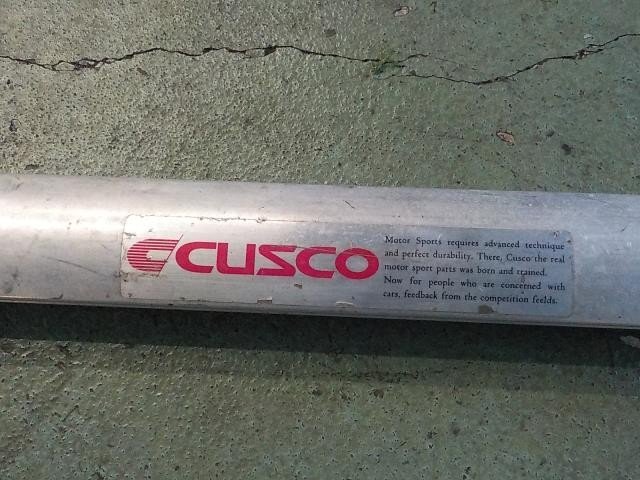 CUSCO
Motor Sports requires advanced technique
and perfect durability. There, Cusco the real
motor sport parts was born and trained.
Now for people who are concerned with
cars, feedback from the competition feelds.